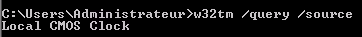 C:\Users\Administrateur>w32tm /query /source
Local CMOS Clock